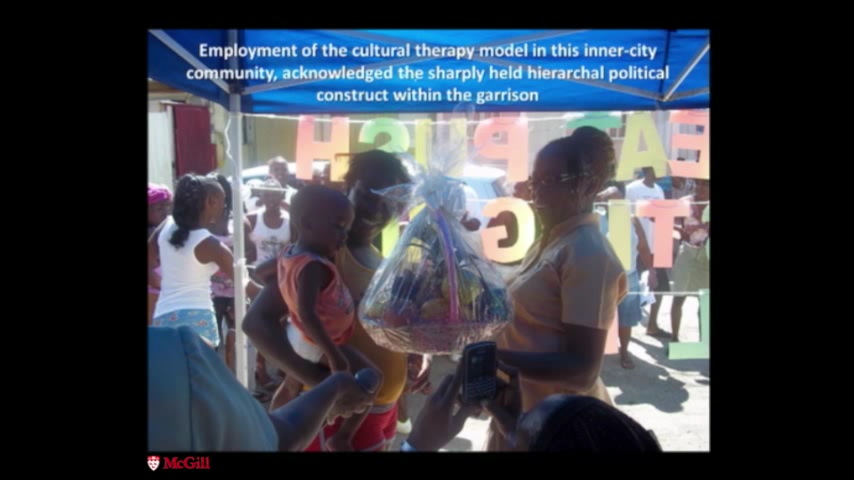 Employment of the cultural therapy model in this inner-city
community, acknowledged the sharply held hierarchal political
construct within the garrison
McGill